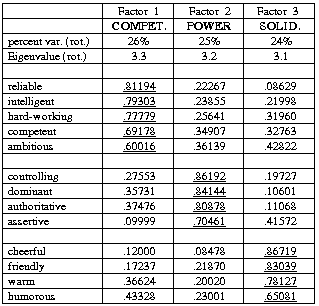 Factor 1 Factor 2 Factor 3
COMPET. POWER SOLID.
percent var. (rot.) 26% 25% 24%
Eigenvalue (rot.) 3.3 3.2 3.1
reliable .81194 .22267 .08629
intelligent .79303 .23855 .21998
hard-working .77779 .25641 .31960
competent .69178 .34907 .32763
ambitious .60016 .36139 .42822
controlling .27553 .86192 .19727
dominant .35731 .84144 .10601
authoritative .37476 .80878 .11068
assertive .09999 .70461 .41572
cheerful .12000 .08478 .86719
friendly .17237 .21870 .83039
warm .36624 .20020 .78127
humorous .43328 .23001 .65081